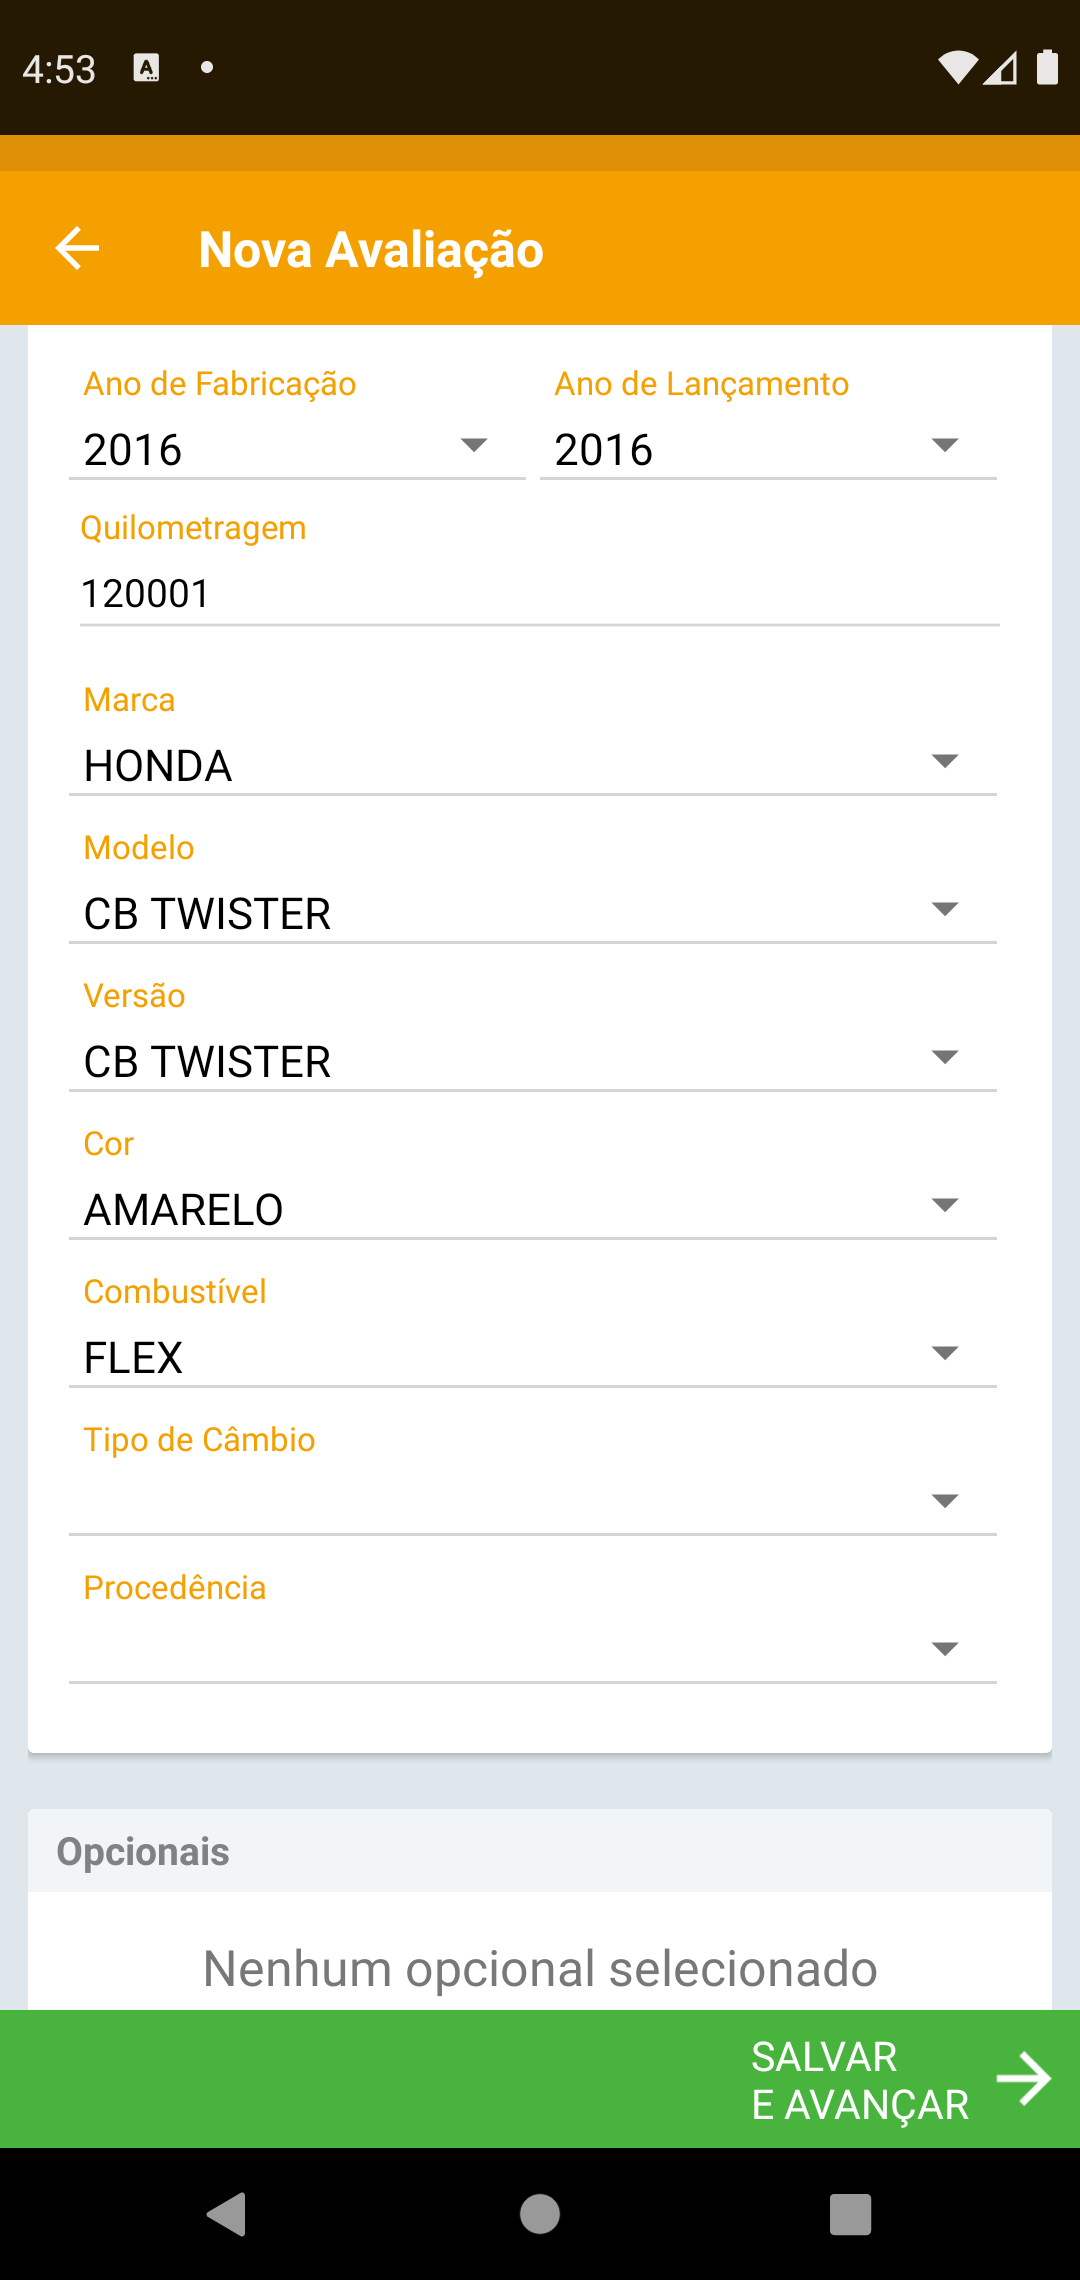 4:53
Nova Avaliação
Ano de Fabricação
Ano de Lançamento
2016
2016
Quilometragem
120001
Marca
HONDA
Modelo
CB TWISTER
Versão
CB TWISTER
Cor
AMARELO
Combustível
FLEX
Tipo de Câmbio
Procedência
Opcionais
Nenhum opcional selecionado
SALVAR
E AVANÇAR